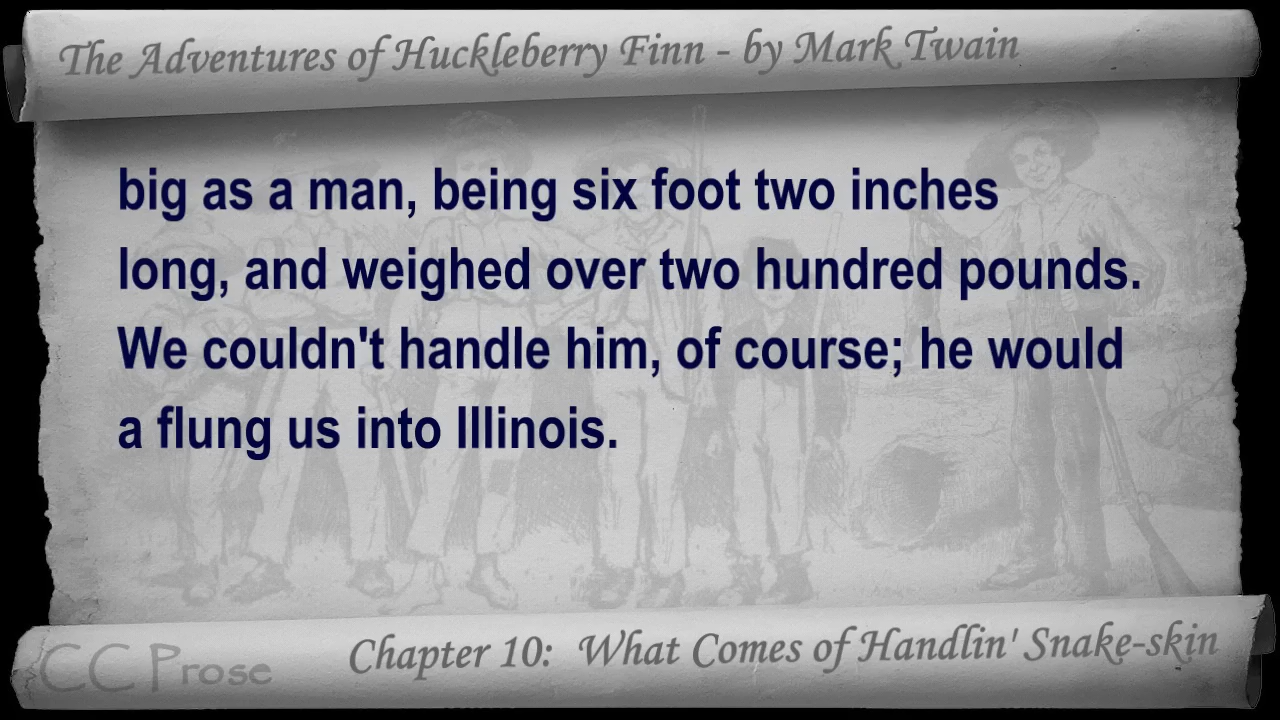 The Adventures of Huckleberry Finn - by Mark Twain
big as a man, being six foot two inches
long, and weighed over two hundred pounds.
We couldn't handle him, of course; he would
a flung us into Illinois.
CC Prose
Chapter 10: What Comes of Handlin' Snake-skin